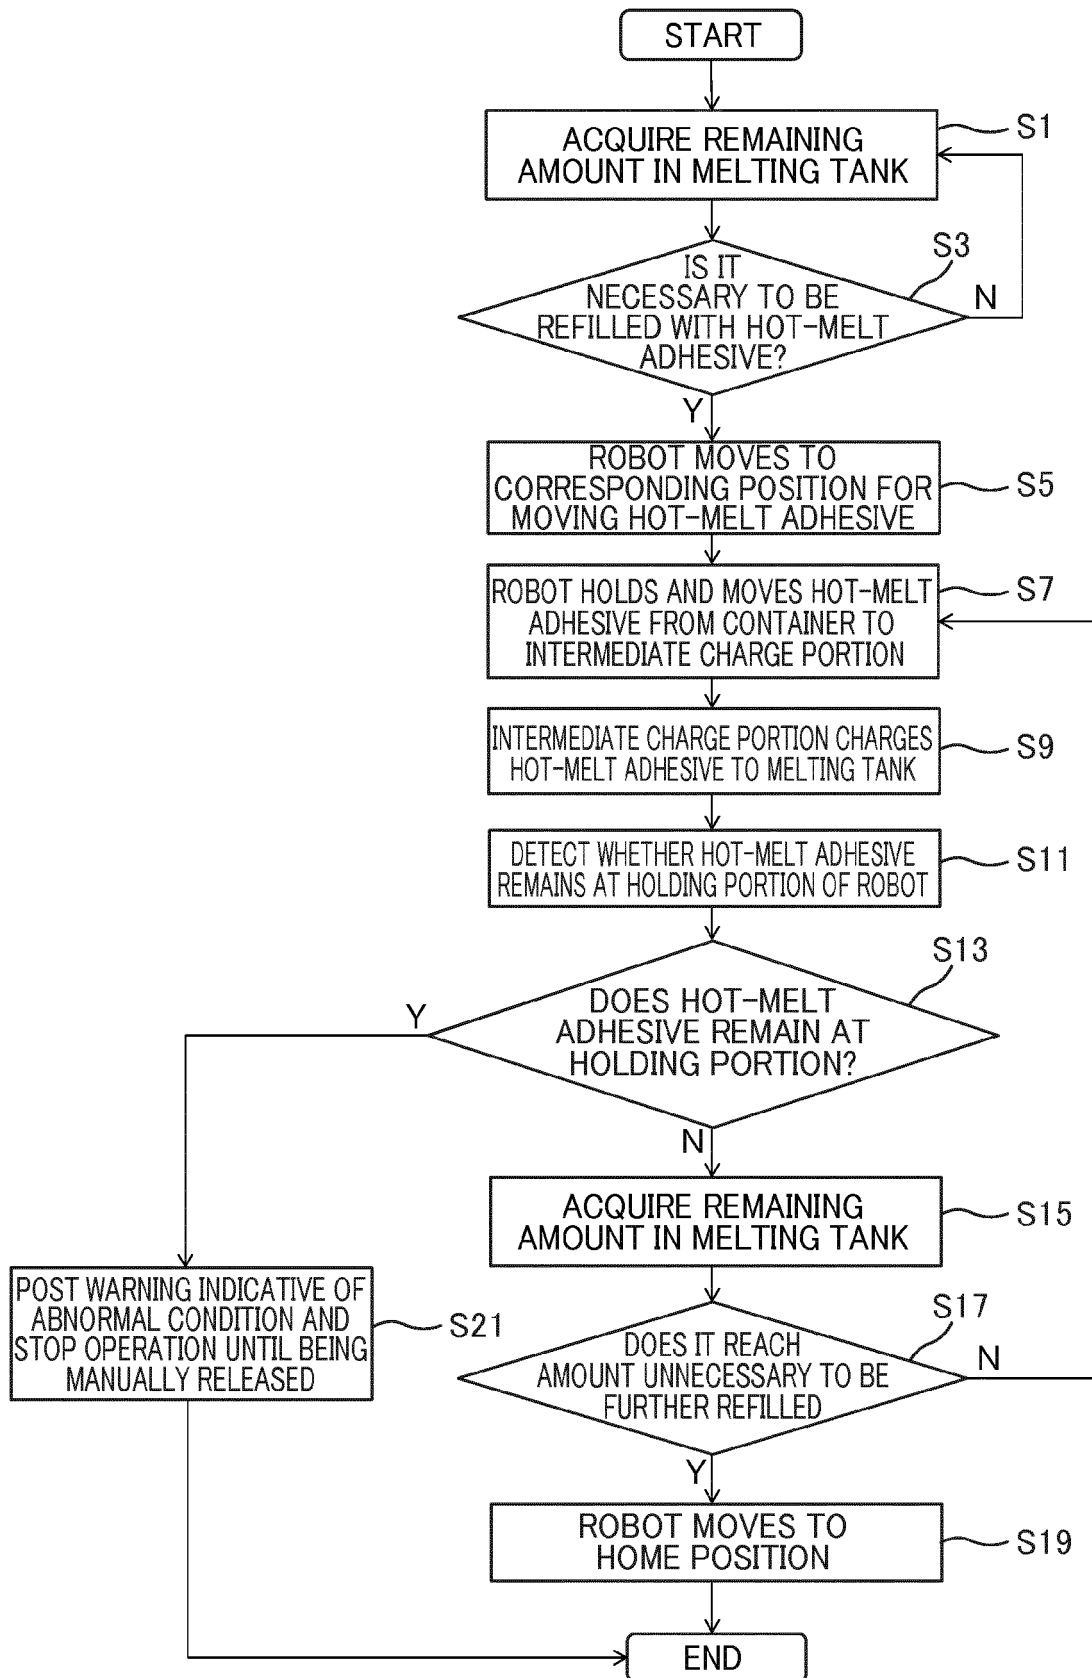 START
ACQUIRE REMAINING
AMOUNT IN MELTING TANK
S1
IS IT
NECESSARY TO BE
REFILLED WITH HOT-MELT
ADHESIVE?
S3
N
Y
ROBOT MOVES TO
CORRESPONDING POSITION FOR
MOVING HOT-MELT ADHESIVE
S5
ROBOT HOLDS AND MOVES HOT-MELT
ADHESIVE FROM CONTAINER TO
INTERMEDIATE CHARGE PORTION
S7
INTERMEDIATE CHARGE PORTION CHARGES
HOT-MELT ADHESIVE TO MELTING TANK
S9
DETECT WHETHER HOT-MELT ADHESIVE
REMAINS AT HOLDING PORTION OF ROBOT
S11
DOES HOT-MELT
ADHESIVE REMAIN AT
HOLDING PORTION?
S13
Y
N
ACQUIRE REMAINING
AMOUNT IN MELTING TANK
S15
POST WARNING INDICATIVE OF
ABNORMAL CONDITION AND
STOP OPERATION UNTIL BEING
MANUALLY RELEASED
S21
DOES IT REACH
AMOUNT UNNECESSARY TO BE
FURTHER REFILLED
S17
N
Y
ROBOT MOVES TO
HOME POSITION
S19
END